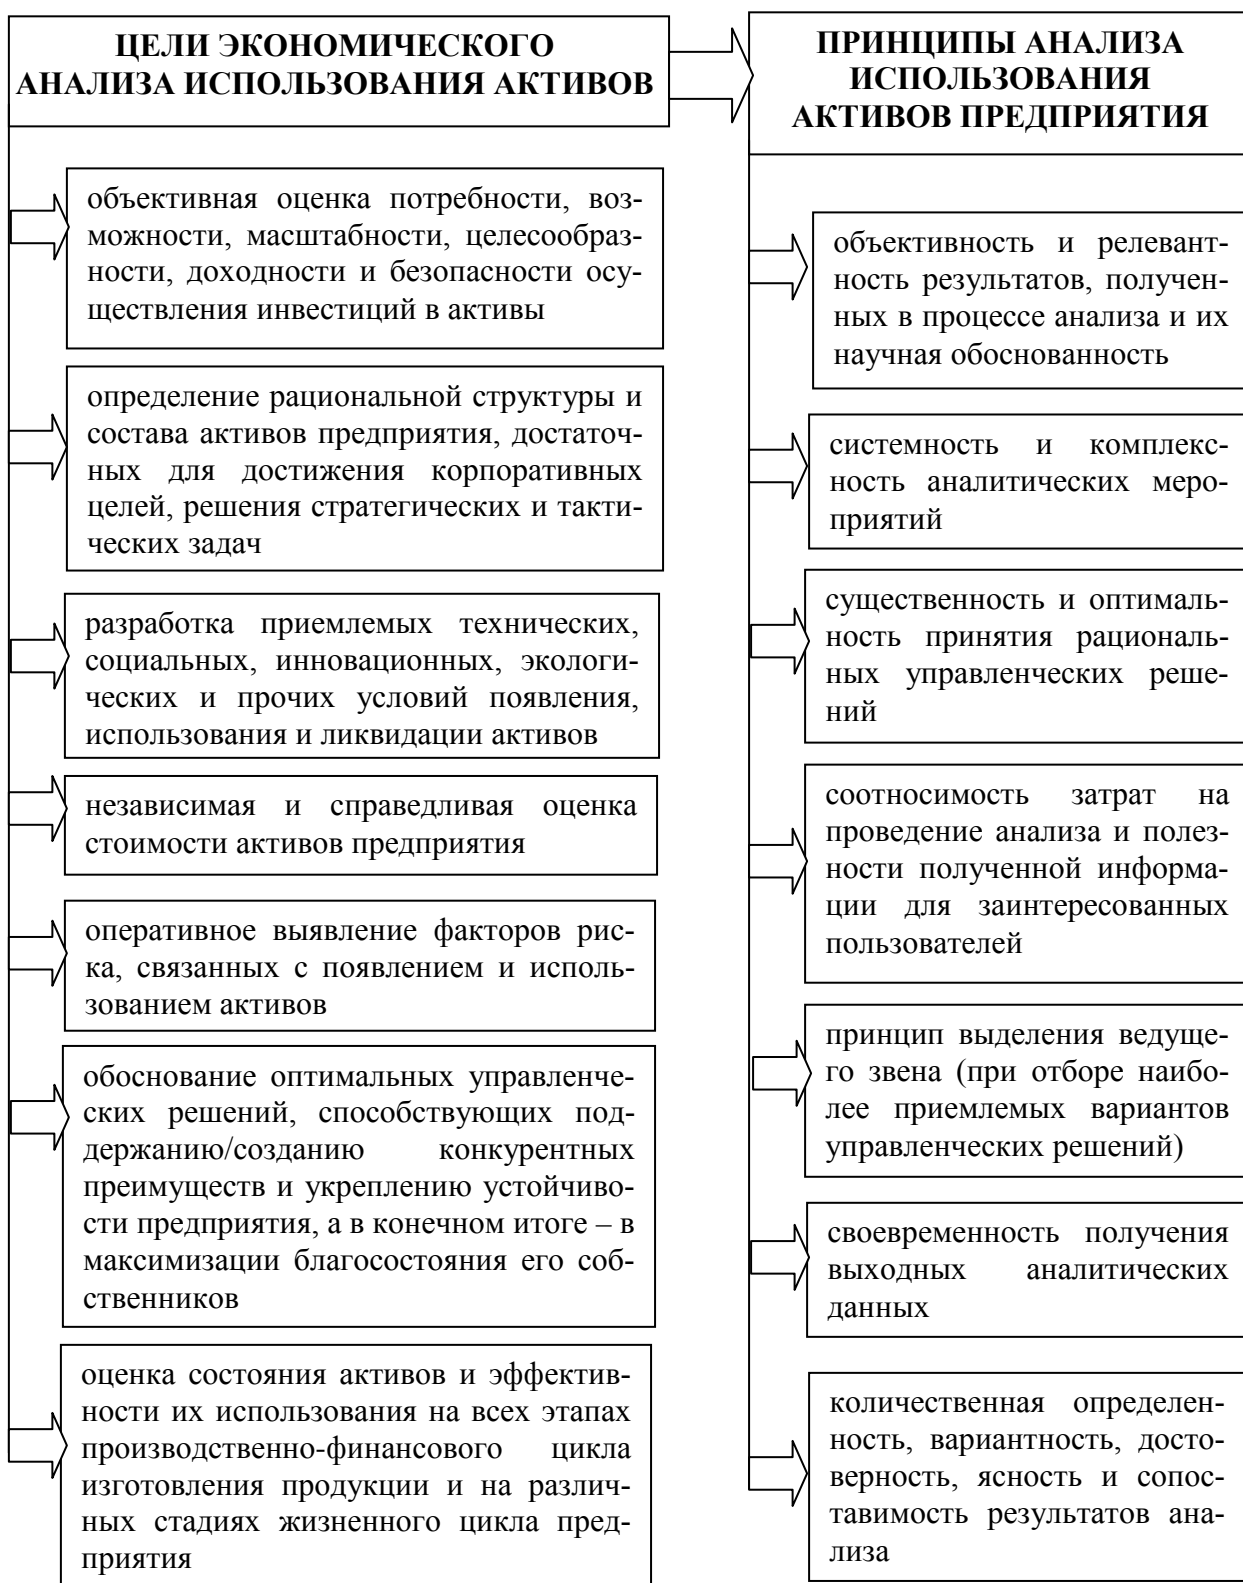 ЦЕЛИ ЭКОНОМИЧЕСКОГО
АНАЛИЗА ИСПОЛЬЗОВАНИЯ АКТИВОВ
объективная оценка потребности, воз-
можности, масштабности, целесообраз-
ности, доходности и безопасности осу-
ществления инвестиций в активы
определение рациональной структуры и
состава активов предприятия, достаточ-
ных для достижения корпоративных
целей, решения стратегических и такти-
ческих задач
разработка приемлемых технических,
социальных, инновационных, экологи-
ческих и прочих условий появления,
использования и ликвидации активов
независимая и справедливая оценка
стоимости активов предприятия
оперативное выявление факторов рис-
ка, связанных с появлением и исполь-
зованием активов
обоснование оптимальных управленче-
ских решений, способствующих под-
держанию/созданию конкурентных
преимуществ и укреплению устойчиво-
сти предприятия, а в конечном итоге – в
максимизации благосостояния его соб-
ственников
оценка состояния активов и эффектив-
ности их использования на всех этапах
производственно-финансового цикла
изготовления продукции и на различ-
ных стадиях жизненного цикла пред-
приятия
ПРИНЦИПЫ АНАЛИЗА
ИСПОЛЬЗОВАНИЯ
АКТИВОВ ПРЕДПРИЯТИЯ
объективность и релевант-
ность результатов, получен-
ных в процессе анализа и их
научная обоснованность
системность и комплекс-
ность аналитических меро-
приятий
существенность и оптималь-
ность принятия рациональ-
ных управленческих реше-
ний
соотносимость затрат на
проведение анализа и полез-
ности полученной информа-
ции для заинтересованных
пользователей
принцип выделения ведуще-
го звена (при отборе наибо-
лее приемлемых вариантов
управленческих решений)
своевременность получения
выходных аналитических
данных
количественная определен-
ность, вариантность, досто-
верность, ясность и сопос-
тавимость результатов ана-
лиза